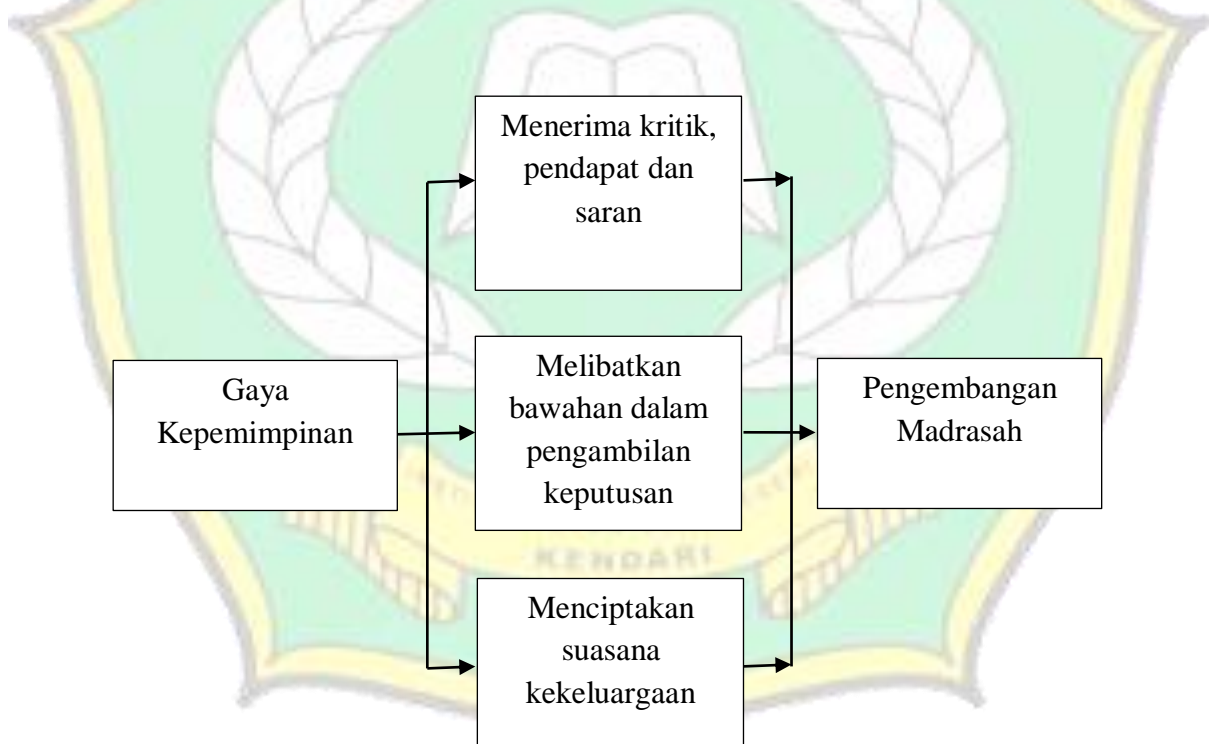 Menerima kritik,
pendapat dan
saran
Gaya
Kepemimpinan
Melibatkan
bawahan dalam
pengambilan
keputusan
Pengembangan
Madrasah
KENDARI
Menciptakan
suasana
kekeluargaan